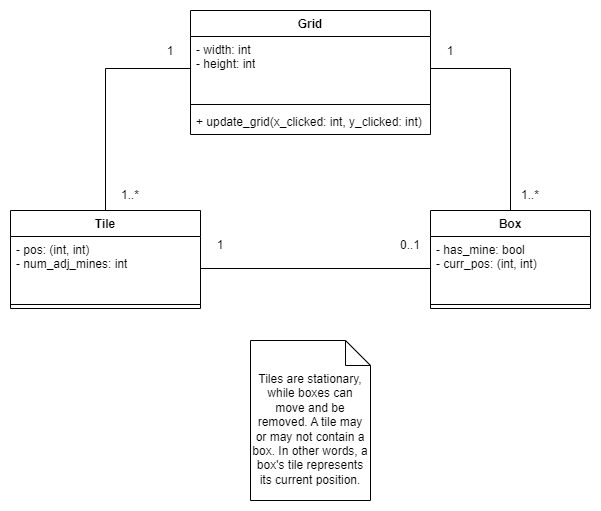 Grid
- width: int
- height: int
+ update_grid(x_clicked: int, y_clicked: int)
1
1
1..*
1..*
Tile
- pos: (int, int)
- num_adj_mines: int
1
0..1
Box
- has_mine: bool
- curr_pos: (int, int)
Tiles are stationary,
while boxes can
move and be
removed. A tile may
or may not contain a
box. In other words, a
box's tile represents
its current position.